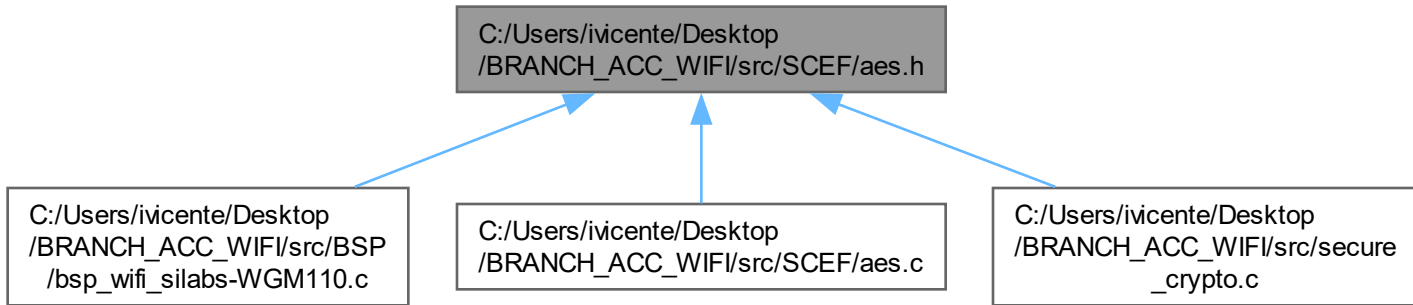 C:/Users/ivicente/Desktop
/BRANCH_ACC_WIFI/src/SCEF/aes.h
C:/Users/ivicente/Desktop
/BRANCH_ACC_WIFI/src/BSP
/bsp_wifi_silabs-WGM110.c
C:/Users/ivicente/Desktop
/BRANCH_ACC_WIFI/src/SCEF/aes.c
C:/Users/ivicente/Desktop
/BRANCH_ACC_WIFI/src/secure
_crypto.c